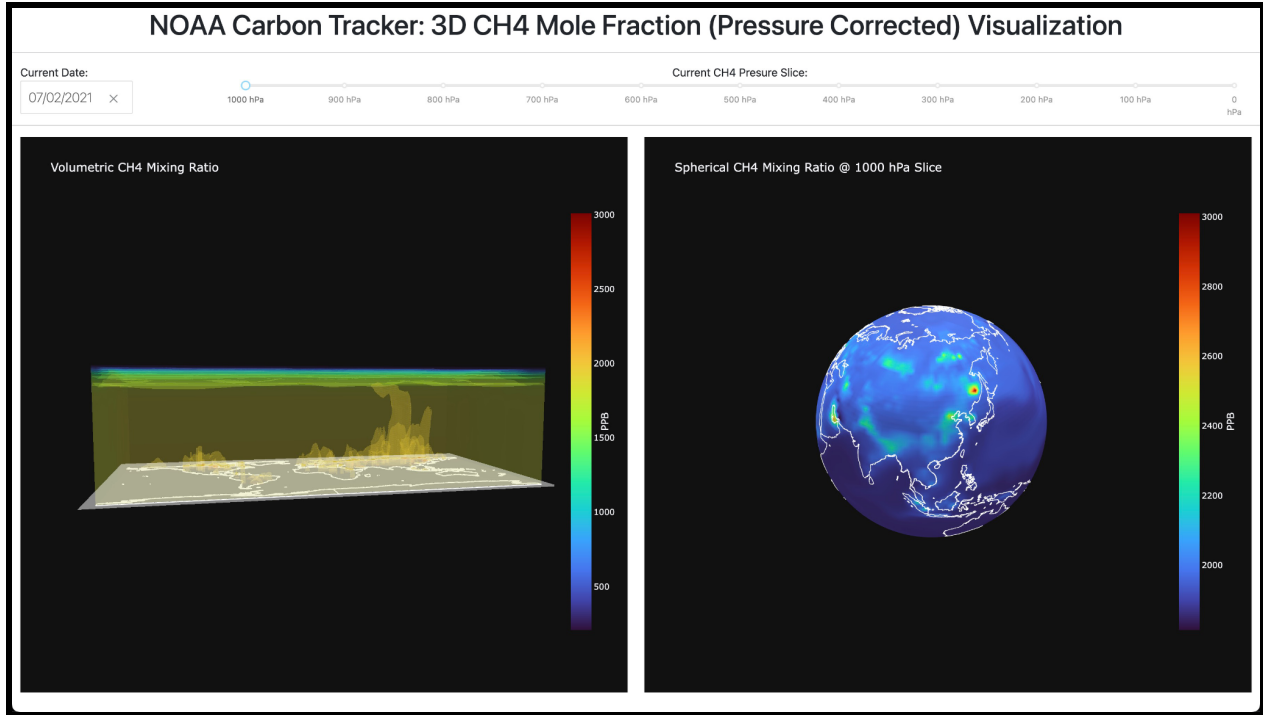 NOAA Carbon Tracker: 3D CH4 Mole Fraction (Pressure Corrected) Visualization
Current Date:
07/02/2021 ×
Current CH4 Presure Slice:
1000 hPa 900 hPa 800 hPa 700 hPa 600 hPa 500 hPa 400 hPa 300 hPa 200 hPa 100 hPa 0 hPa
Volumetric CH4 Mixing Ratio
3000
2500
2000
PPB
1500
1000
500
Spherical CH4 Mixing Ratio @ 1000 hPa Slice
3000
2800
2600
2400 PPB
2200
2000